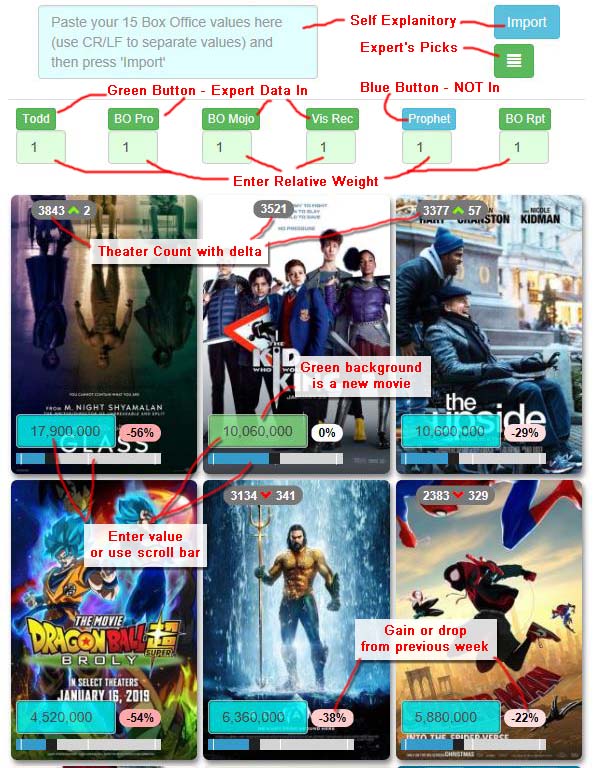 Paste your 15 Box Office values here
(use CR/LF to separate values) and
then press 'Import'
Self Explanitory
Import
Expert's Picks
Green Button - Expert Data In
Blue Button - NOT In
Todd
BO Pro
BO Mojo
Vis Rec
Prophet
BO Rpt
1
1
1
1
1
1
Enter Relative Weight
3843 2
3521
3377 57
HART CRANSTON
NICOLE
KIDMAN
Theater Count with delta
THE
KID
WHO WOULD BE
KING
Green background
is a new movie
YOU CANNOT CONTAIN WHAT YOU ARE
FROM M. NIGHT SHYAMALAN
GLASS
the
upside
17,900,000
-56%
10,060,000
0%
10,600,000
-29%
3134 341
2383 329
Enter value
or use scroll bar
THE MOVIE
DRAGON BALL
SUPER
BROLY
IN SELECT THEATERS
JANUARY 16, 2019
Gain or drop
from previous week
4,520,000
-54%
6,360,000
-38%
5,880,000
-22%
INTO THE SPIDER-VERSE
CHRISTMAS